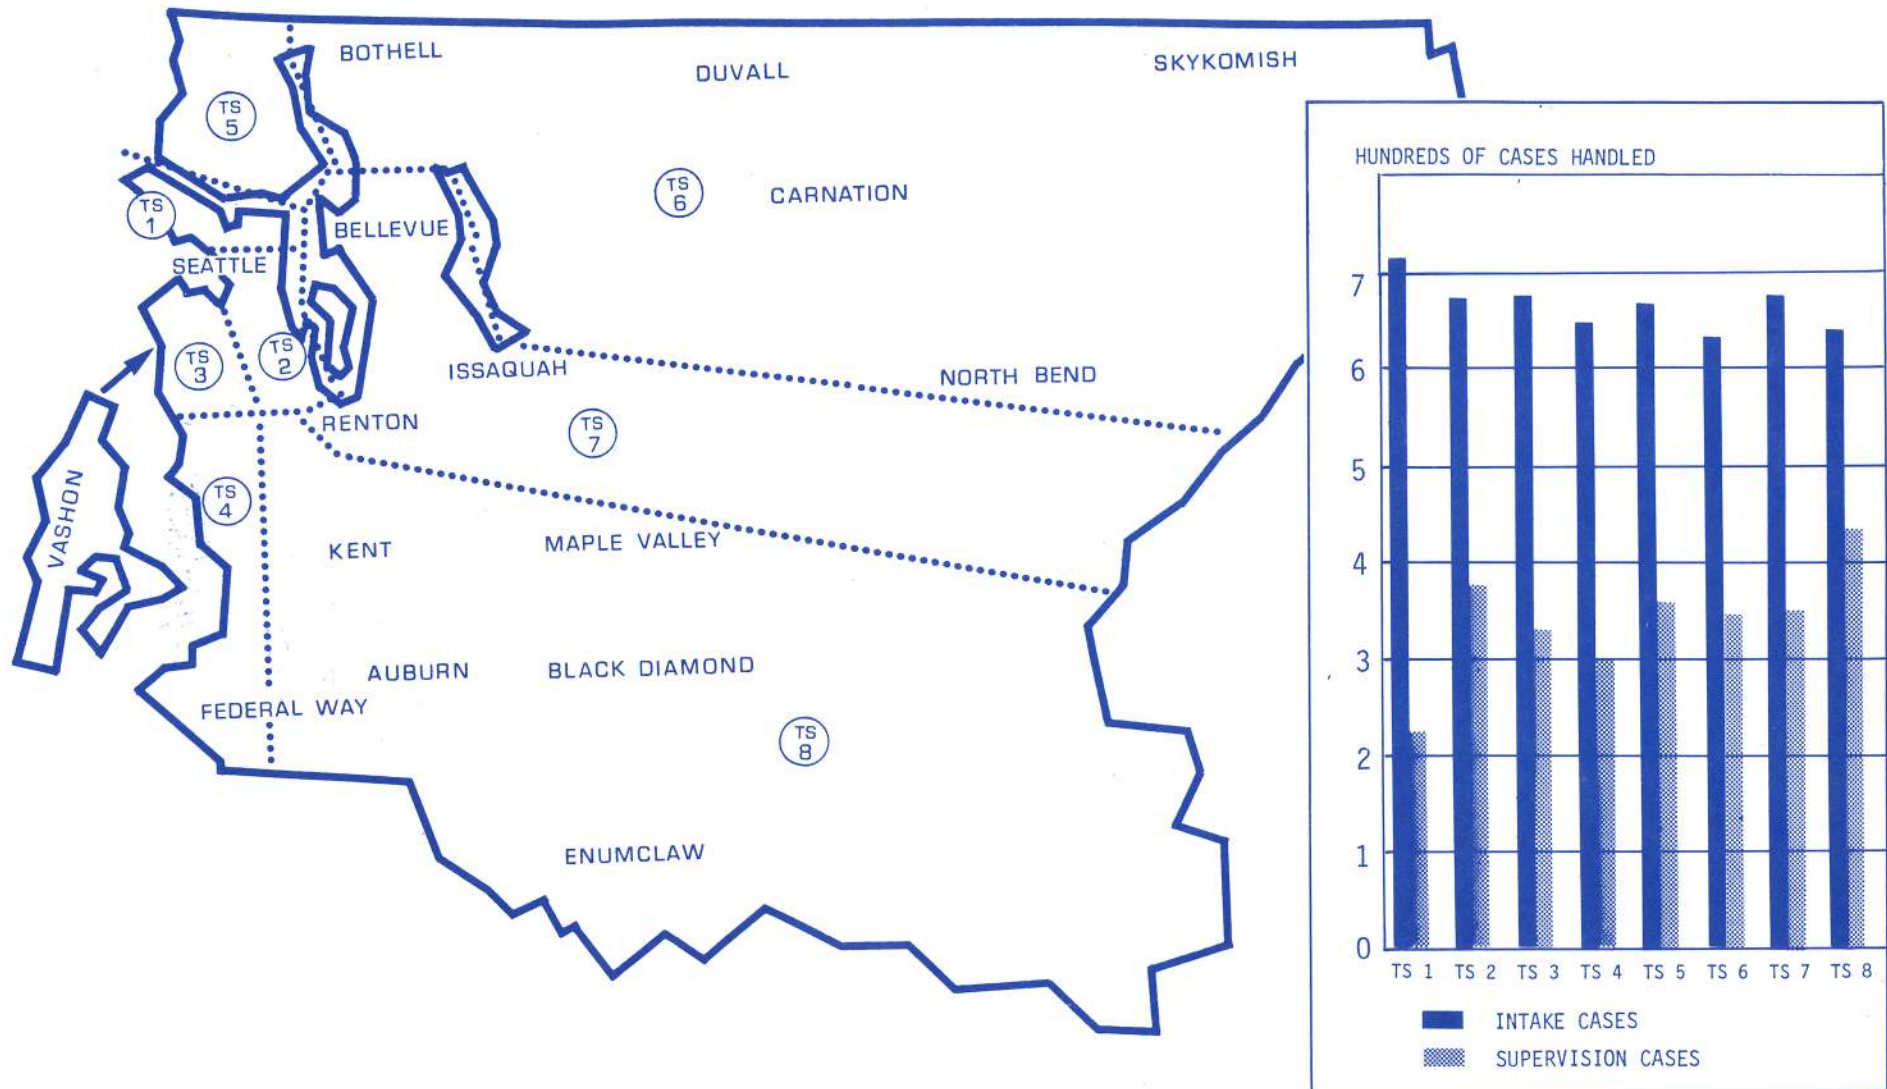 BOTHELL
DUVALL
SKYKOMISH
TS
5
TS
6
CARNATION
TS
1
BELLEVUE
SEATTLE
TS
3
TS
2
ISSAQUAH
NORTH BEND
RENTON
TS
7
VASHON
TS
4
KENT
MAPLE VALLEY
AUBURN
BLACK DIAMOND
FEDERAL WAY
TS
8
ENUMCLAW
HUNDREDS OF CASES HANDLED
7
6
5
4
3
2
1
0
TS 1 TS 2 TS 3 TS 4 TS 5 TS 6 TS 7 TS 8
INTAKE CASES
SUPERVISION CASES